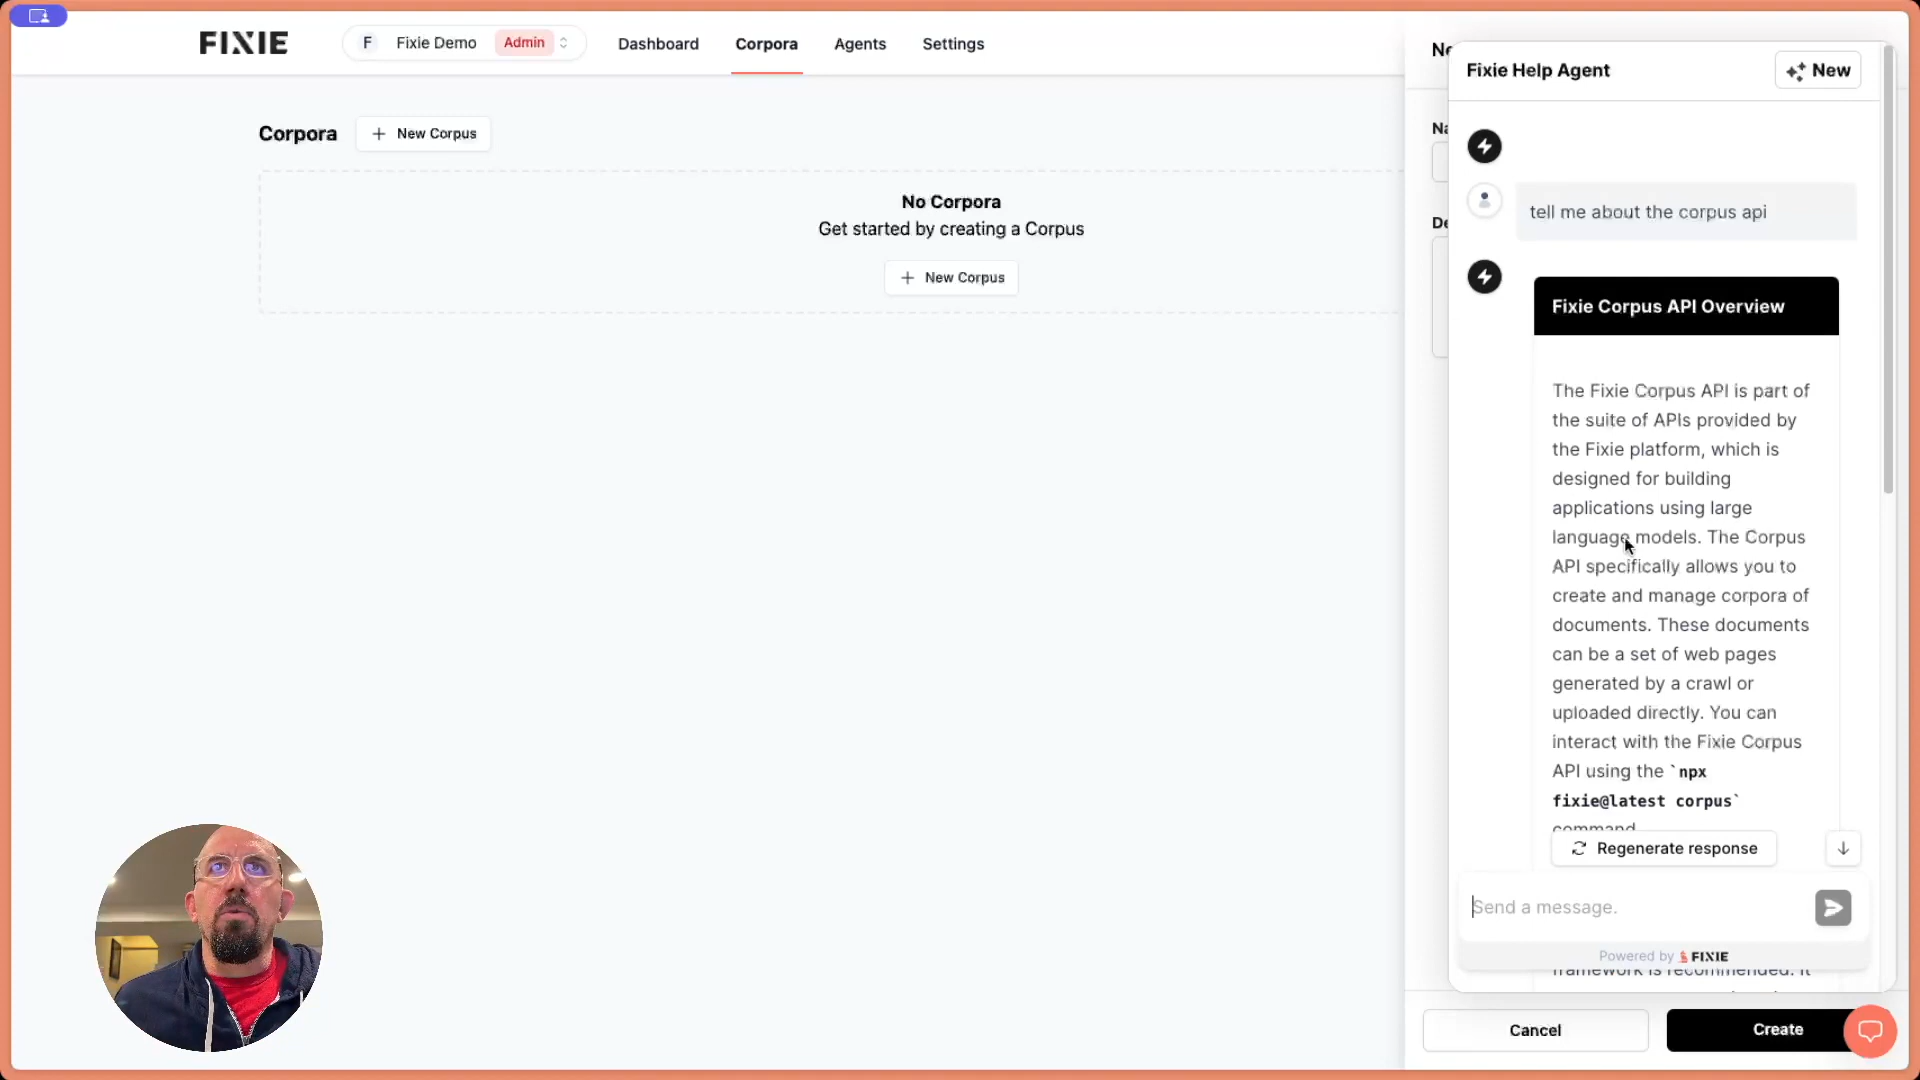 FIXIE
F Fixie Demo Admin
Dashboard
Corpora
Agents
Settings
Corpora
New Corpus
No Corpora
Get started by creating a Corpus
New Corpus
Fixie Help Agent
New
tell me about the corpus api
Fixie Corpus API Overview
The Fixie Corpus API is part of
the suite of APIs provided by
the Fixie platform, which is
designed for building
applications using large
language models. The Corpus
API specifically allows you to
create and manage corpora of
documents. These documents
can be a set of web pages
generated by a crawl or
uploaded directly. You can
interact with the Fixie Corpus
API using the `npx
fixie@latest corpus`
command
Regenerate response
Send a message.
Powered by FIXIE
framework is recommended. It
Cancel
Create